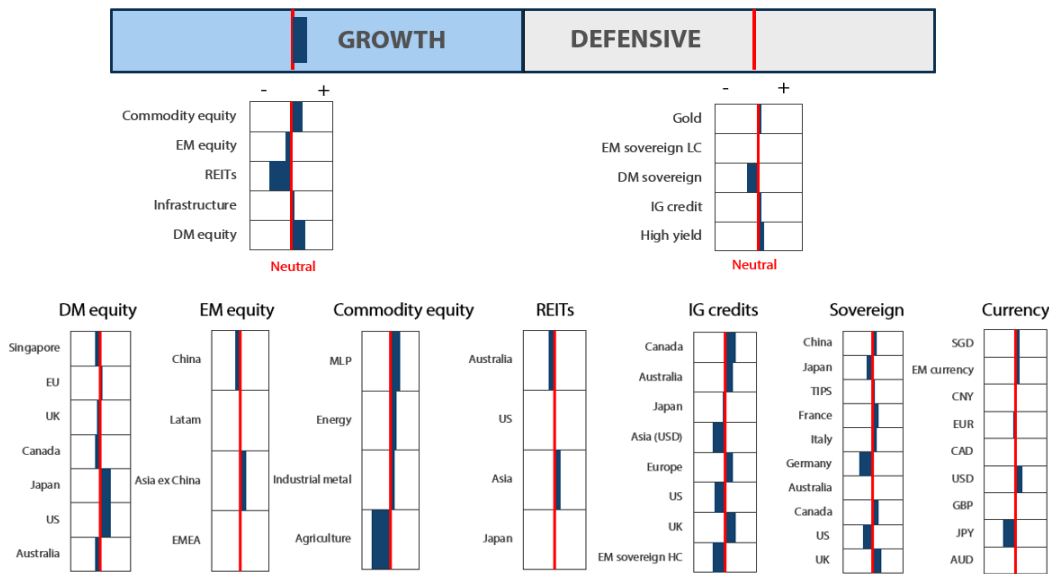 GROWTH
DEFENSIVE
- +
Commodity equity
EM equity
REITs
Infrastructure
DM equity
Neutral
- +
Gold
EM sovereign LC
DM sovereign
IG credit
High yield
Neutral
DM equity
Singapore
EU
UK
Canada
Japan
US
Australia
EM equity
China
Latam
Asia ex China
EMEA
Commodity equity
MLP
Energy
Industrial metal
Agriculture
REITs
Australia
US
Asia
Japan
IG credits
Canada
Australia
Japan
Asia (USD)
Europe
US
UK
EM sovereign HC
Sovereign
China
Japan
TIPS
France
Italy
Germany
Australia
Canada
US
UK
Currency
SGD
EM currency
CNY
EUR
CAD
USD
GBP
JPY
AUD